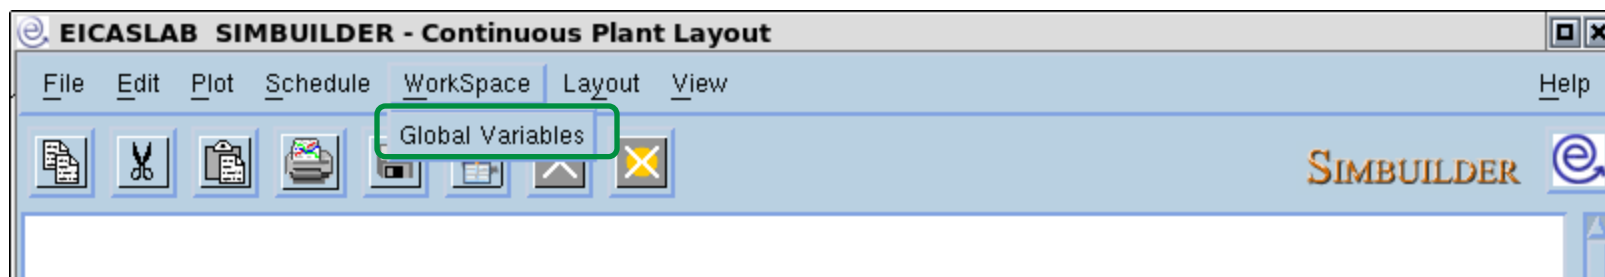 EICASLAB SIMBUILDER - Continuous Plant Layout
File Edit Plot Schedule WorkSpace Layout View Help
Global Variables
SIMBUILDER